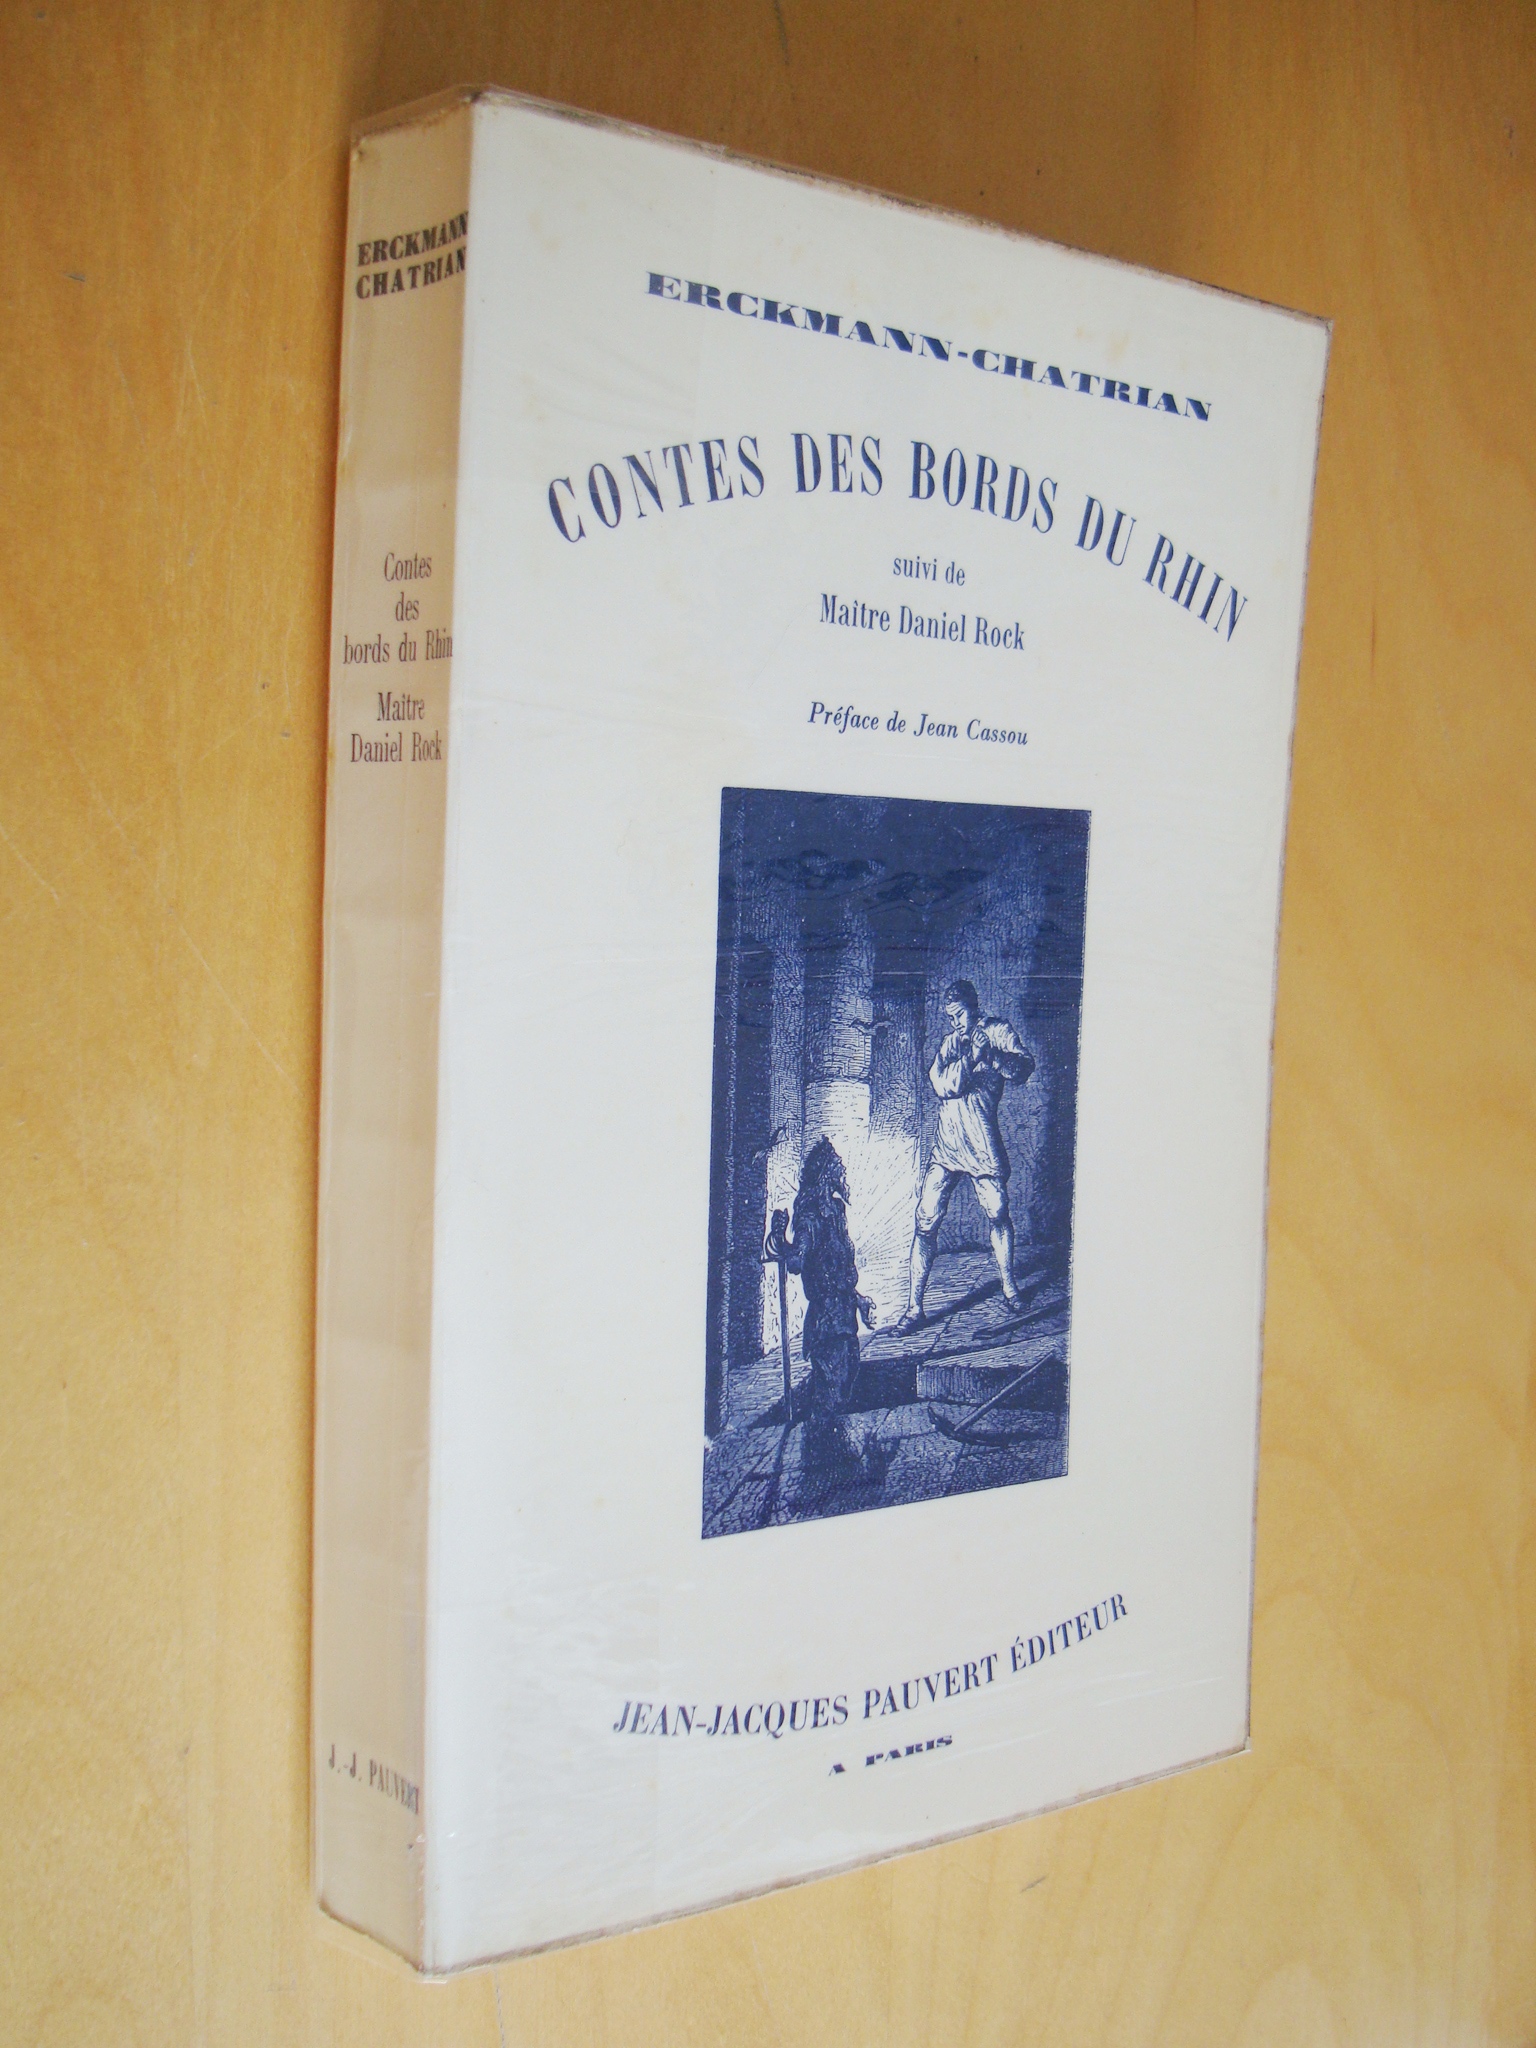 ERCKMANN
CHATRIAN
Contes
des
bords du Rhin
Maître
Daniel Rock
J.-J. PAUVERT
ERCKMANN-CHATRIAN
CONTES DES BORDS DU RHIN
suivi de
Maître Daniel Rock
Préface de Jean Cassou
JEAN-JACQUES PAUVERT ÉDITEUR
A PARIS